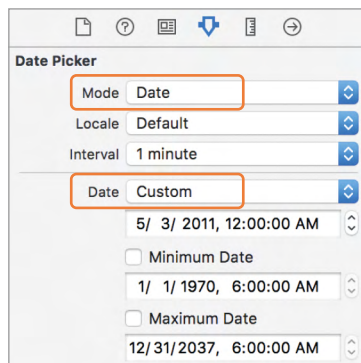 Date Picker
Mode Date
Locale Default
Interval 1 minute
Date Custom
5/ 3/ 2011, 12:00:00 AM
Minimum Date
1/ 1/ 1970, 6:00:00 AM
Maximum Date
12/31/2037, 6:00:00 AM